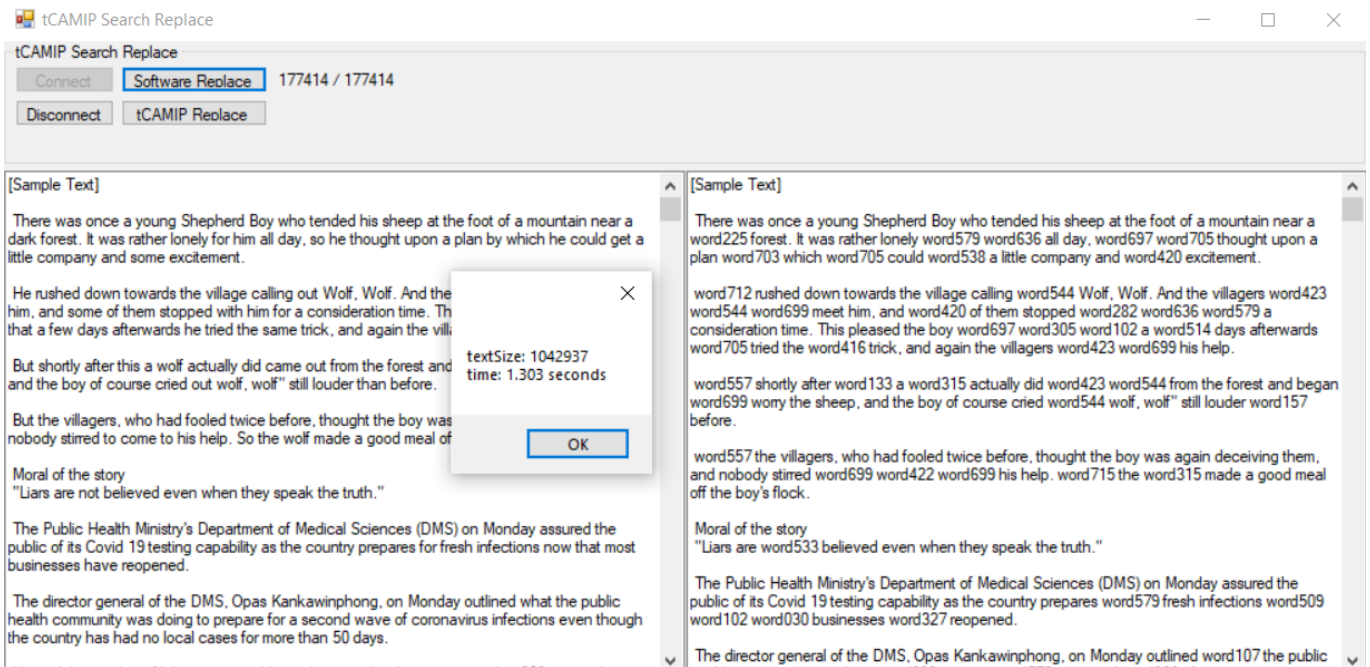 tCAMIP Search Replace
tCAMIP Search Replace
Connect
Software Replace
177414 / 177414
Disconnect
tCAMIP Replace
[Sample Text]
There was once a young Shepherd Boy who tended his sheep at the foot of a mountain near a
dark forest. It was rather lonely for him all day, so he thought upon a plan by which he could get a
little company and some excitement.
He rushed down towards the village calling out Wolf, Wolf. And the
him, and some of them stopped with him for a consideration time. Th
that a few days afterwards he tried the same trick, and again the villa
But shortly after this a wolf actually did came out from the forest and
and the boy of course cried out wolf, wolf" still louder than before.
But the villagers, who had fooled twice before, thought the boy was
nobody stirred to come to his help. So the wolf made a good meal of
Moral of the story
"Liars are not believed even when they speak the truth."
The Public Health Ministry's Department of Medical Sciences (DMS) on Monday assured the
public of its Covid 19 testing capability as the country prepares for fresh infections now that most
businesses have reopened.
The director general of the DMS, Opas Kankawinphong, on Monday outlined what the public
health community was doing to prepare for a second wave of coronavirus infections even though
the country has had no local cases for more than 50 days.
textSize: 1042937
time: 1.303 seconds
OK
[Sample Text]
There was once a young Shepherd Boy who tended his sheep at the foot of a mountain near a
word225 forest. It was rather lonely word579 word636 all day, word697 word705 thought upon a
plan word703 which word705 could word538 a little company and word420 excitement.
word712 rushed down towards the village calling word544 Wolf, Wolf. And the villagers word423
word544 word699 meet him, and word420 of them stopped word282 word636 word579 a
consideration time. This pleased the boy word697 word305 word102 a word514 days afterwards
word705 tried the word416 trick, and again the villagers word423 word699 his help.
word557 shortly after word133 a word315 actually did word423 word544 from the forest and began
word699 worry the sheep, and the boy of course cried word544 wolf, wolf" still louder word157
before.
word557 the villagers, who had fooled twice before, thought the boy was again deceiving them,
and nobody stirred word699 word422 word699 his help. word715 the word315 made a good meal
off the boy's flock.
Moral of the story
"Liars are word533 believed even when they speak the truth."
The Public Health Ministry's Department of Medical Sciences (DMS) on Monday assured the
public of its Covid 19 testing capability as the country prepares word579 fresh infections word509
word102 word030 businesses word327 reopened.
The director general of the DMS, Opas Kankawinphong, on Monday outlined word107 the public